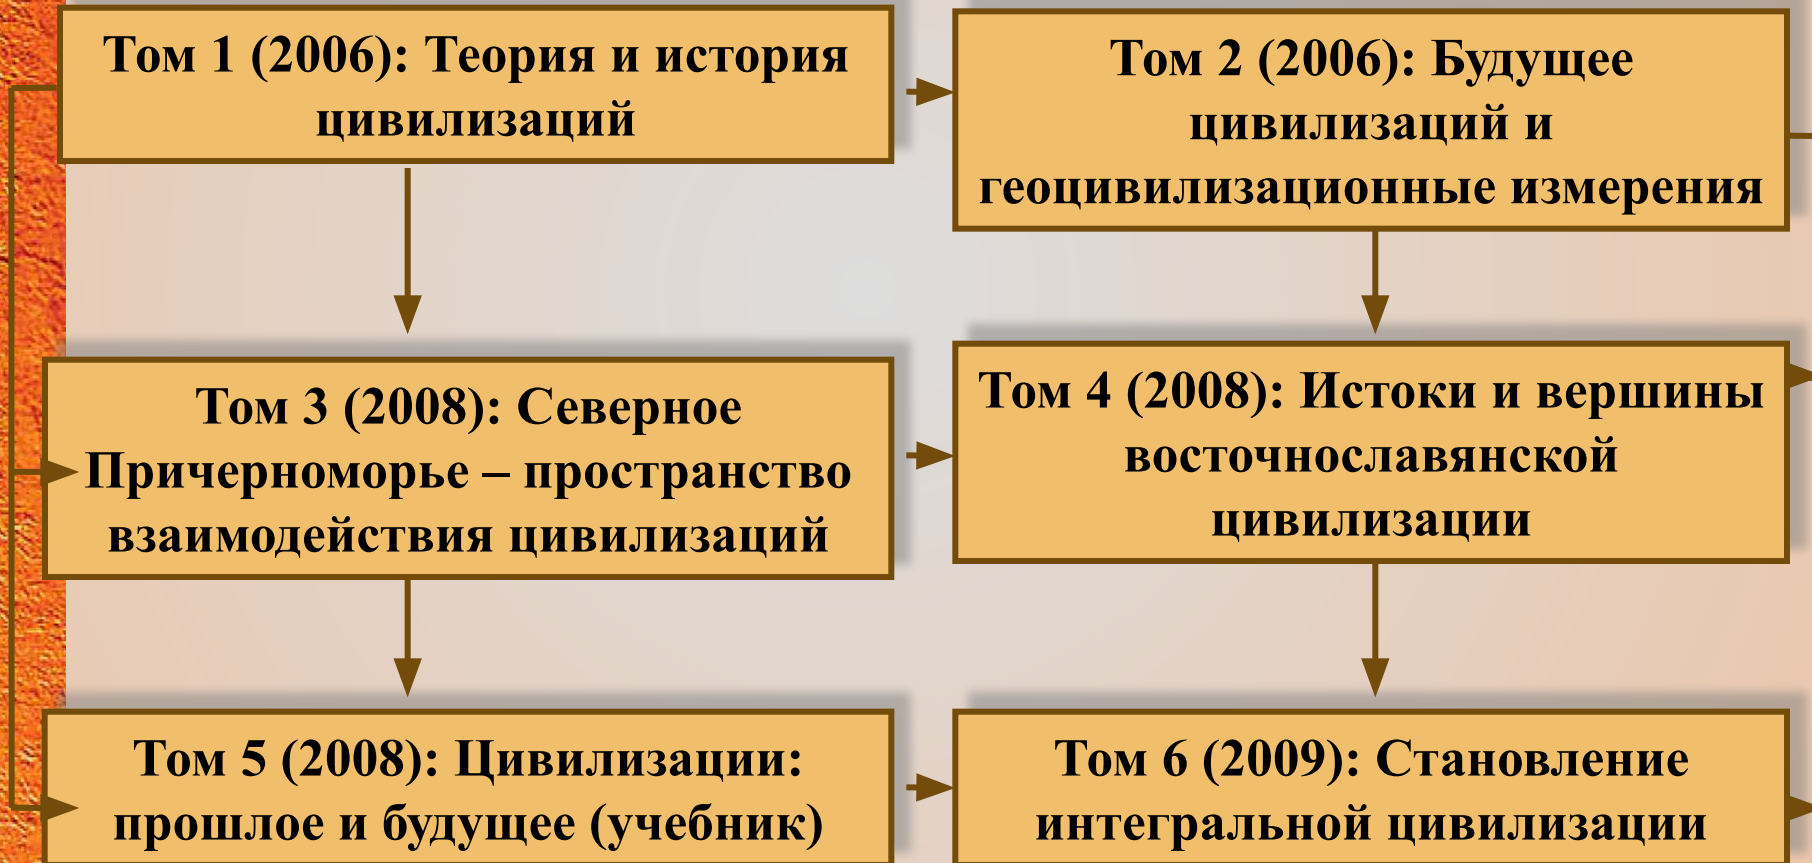 Том 1 (2006): Теория и история
цивилизаций
Том 2 (2006): Будущее
цивилизаций и
геоцивилизационные измерения
Том 3 (2008): Северное
Причерноморье – пространство
взаимодействия цивилизаций
Том 4 (2008): Истоки и вершины
восточнославянской
цивилизации
Том 5 (2008): Цивилизации:
прошлое и будущее (учебник)
Том 6 (2009): Становление
интегральной цивилизации